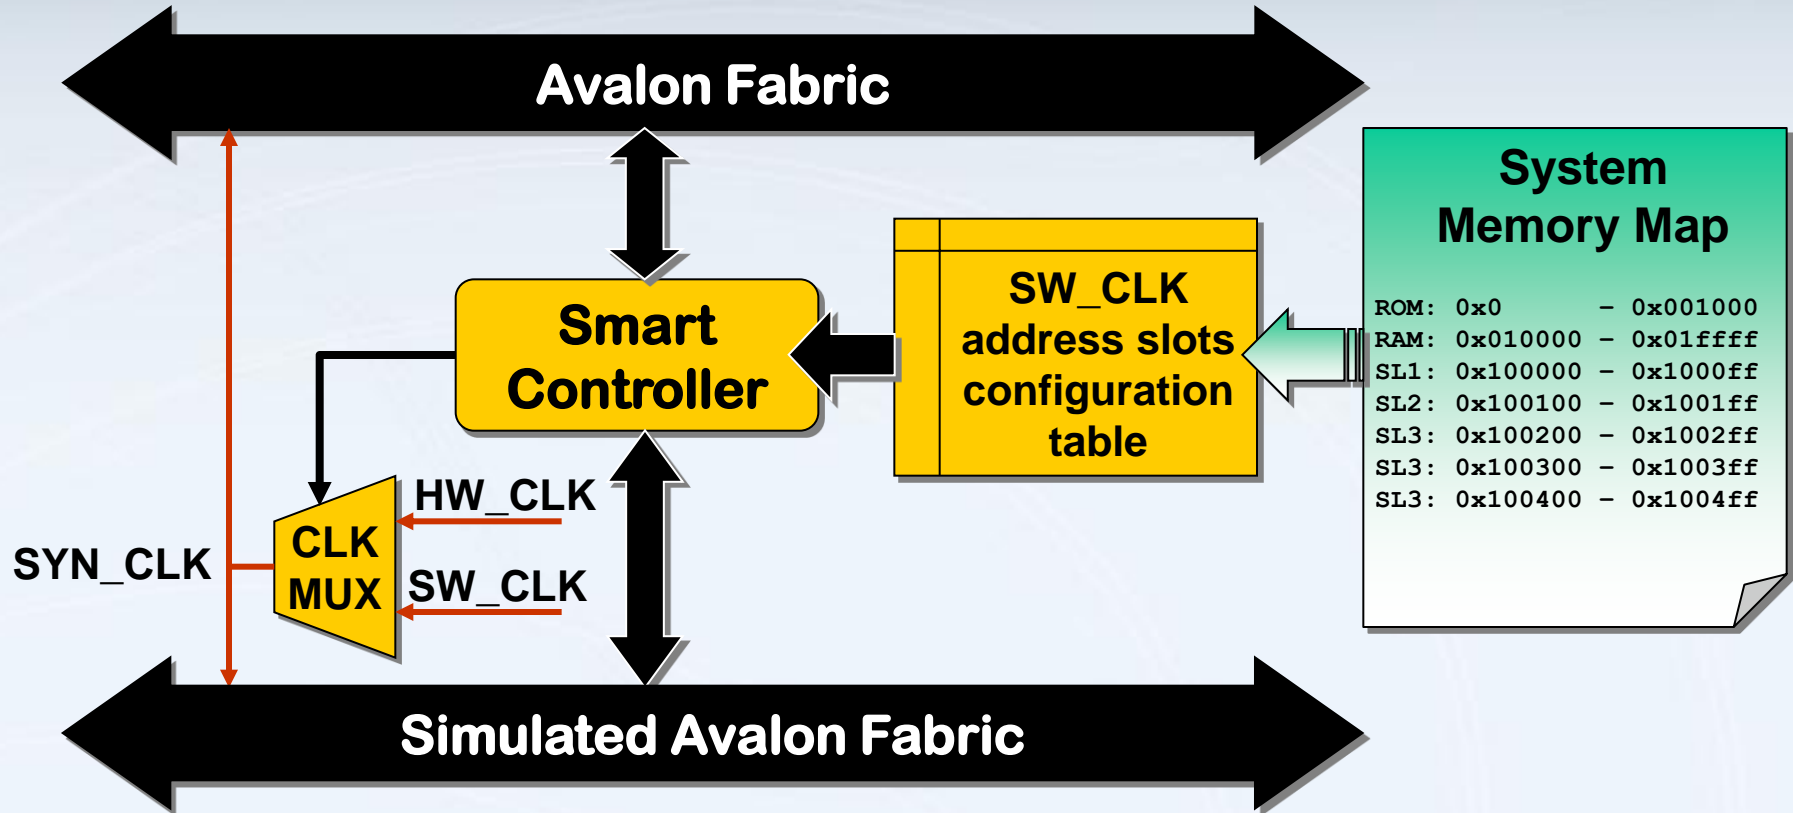 Avalon Fabric
System
Memory Map
ROM: 0x0      – 0x001000
RAM: 0x010000 – 0x01ffff
SL1: 0x100000 – 0x1000ff
SL2: 0x100100 – 0x1001ff
SL3: 0x100200 – 0x1002ff
SL3: 0x100300 – 0x1003ff
SL3: 0x100400 – 0x1004ff
SW_CLK
address slots
configuration
table
Smart
Controller
HW_CLK
SW_CLK
CLK
MUX
SYN_CLK
Simulated Avalon Fabric